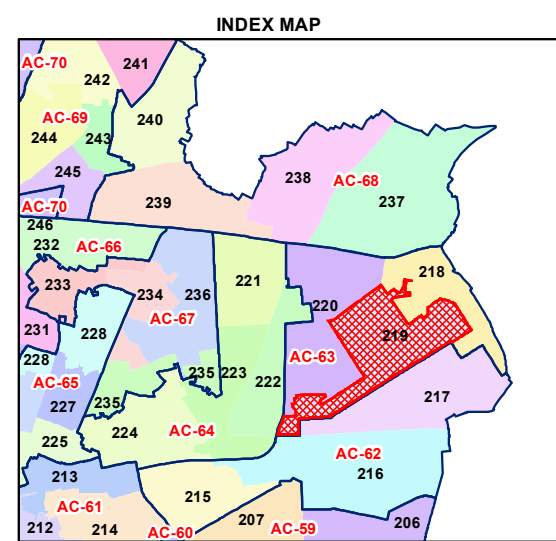 INDEX MAP
AC-70 242 241
AC-69 240
244 243
245 238 AC-68
AC-70 239 237
246
232 AC-66
233 234 236 221 220 218
AC-67
231 228 219
228 235 223 222 AC-63
AC-65
227 235 217
225 224 AC-64
AC-62
213 215 216
AC-61
212 214 AC-60 207 AC-59 206